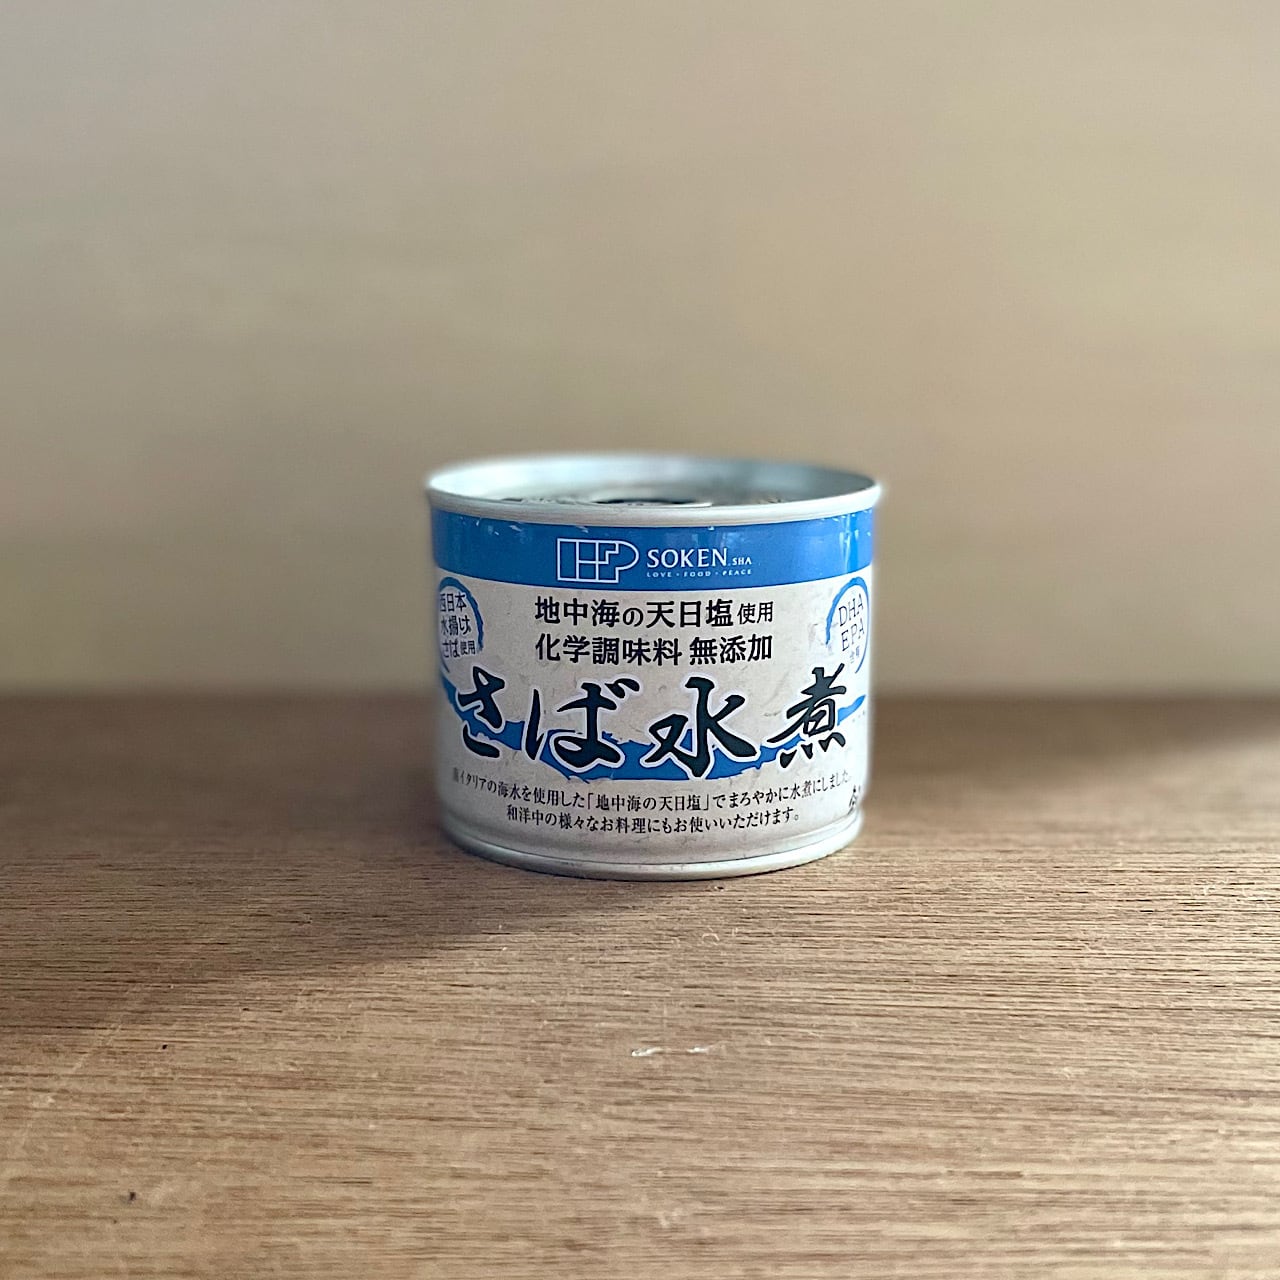 SOKEN.SHA
LOVE・FOOD・PEACE
西日本
水揚げ
さば使用
地中海の天日塩使用
化学調味料 無添加
DHA
EPA
さば水煮
南イタリアの海水を使用した「地中海の天日塩」でまろやかに水煮にしました。
和洋中の様々なお料理にもお使いいただけます。